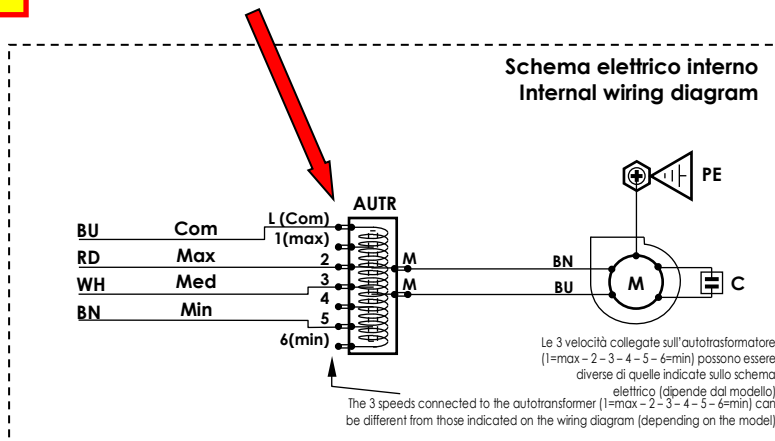 Schema elettrico interno
Internal wiring diagram
PE
AUTR
L (Com)
BU Com
1(max)
RD Max 2 M BN
WH Med 3 M BU M C
4
BN Min 5
6(min)
Le 3 velocità collegate sull'autotrasformatore
(1=max – 2 – 3 – 4 – 5 – 6=min) possono essere
diverse di quelle indicate sullo schema
elettrico (dipende dal modello)
The 3 speeds connected to the autotransformer (1=max – 2 – 3 – 4 – 5 – 6=min) can
be different from those indicated on the wiring diagram (depending on the model)